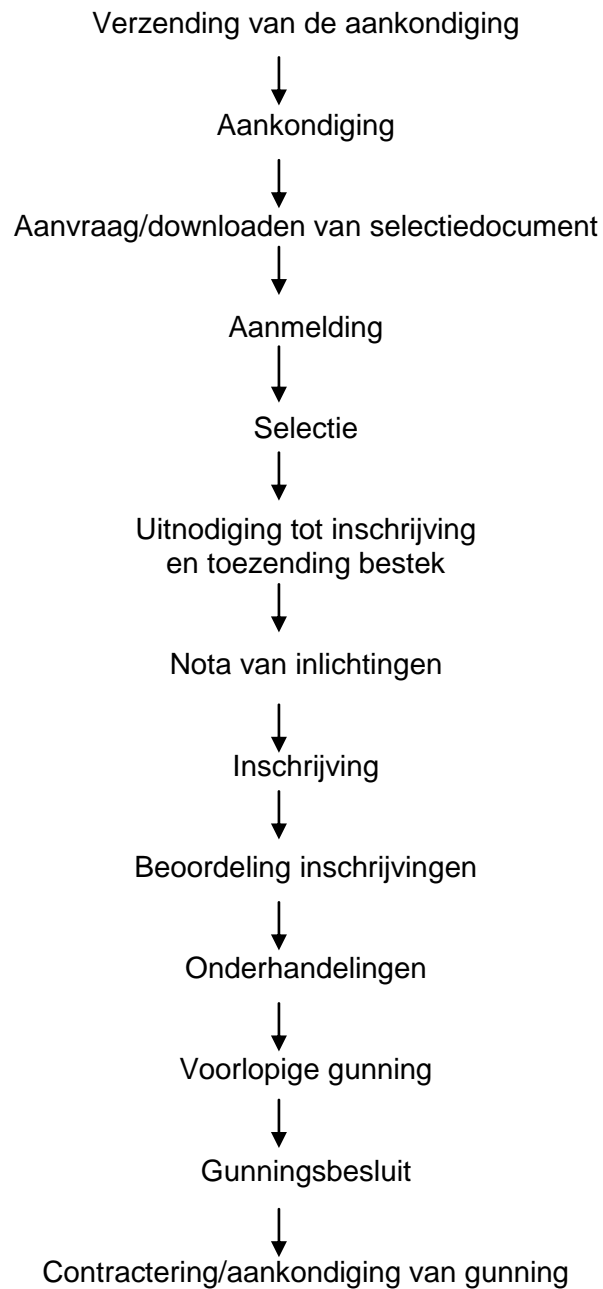 Verzending van de aankondiging
Aankondiging
Aanvraag/downloaden van selectiedocument
Aanmelding
Selectie
Uitnodiging tot inschrijving
en toezending bestek
Nota van inlichtingen
Inschrijving
Beoordeling inschrijvingen
Onderhandelingen
Voorlopige gunning
Gunningsbesluit
Contractering/aankondiging van gunning